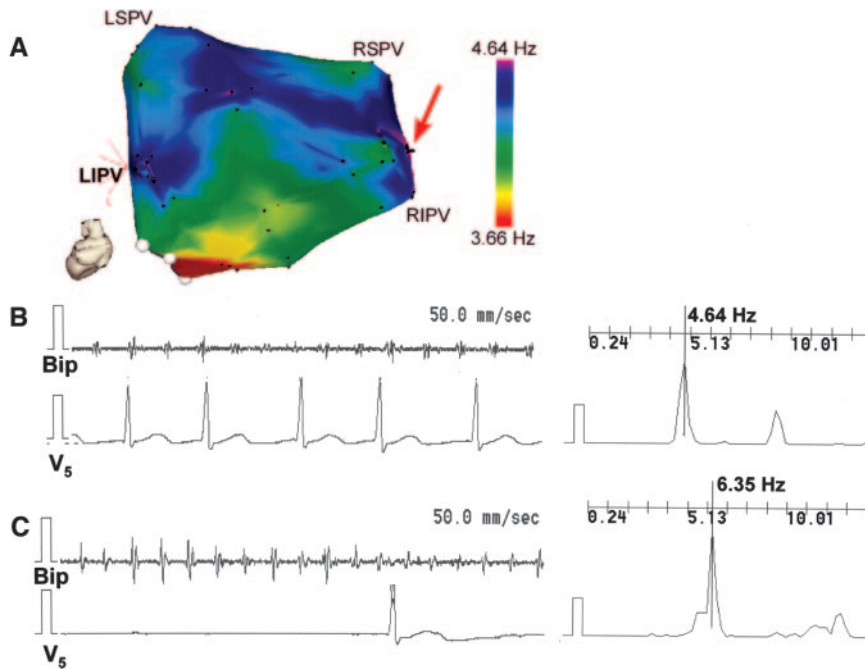 LSPV
A
RSPV
4.64 Hz
LIPV
RIPV
3.66 Hz
B
50.0 mm/sec
4.64 Hz
0.24 5.13 10.01
Bip
V5
C
50.0 mm/sec
6.35 Hz
0.24 5.13 10.01
Bip
V5